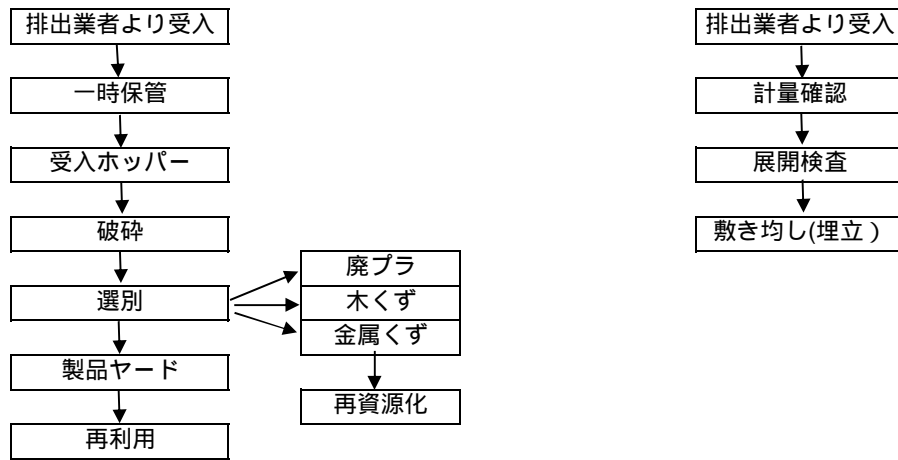 排出業者より受入
一時保管
受入ホッパー
破砕
選別
製品ヤード
再利用
廃プラ
木くず
金属くず
再資源化
排出業者より受入
計量確認
展開検査
敷き均し(埋立）